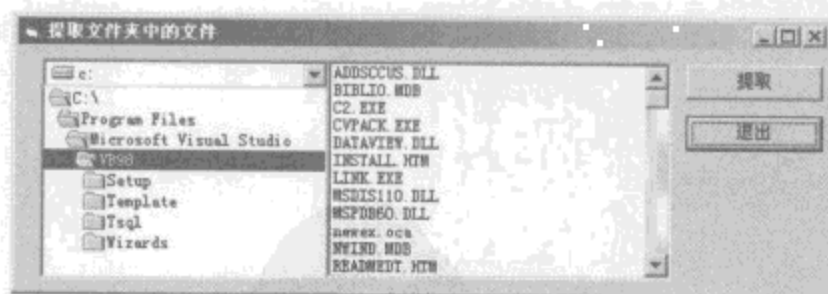 提取文件夹中的文件
c:
C:\
Program Files
Microsoft Visual Studio
VB98
Setup
Template
Tsql
Wizards
ADDSCCUS.DLL
BIBLIO.MDB
C2.EXE
CVPACK.EXE
DATAVIEW.DLL
INSTALL.HTM
LINK.EXE
MSDIS110.DLL
MSPDB60.DLL
newex.oca
NWIND.MDB
READMEDT.HTM
提取
退出